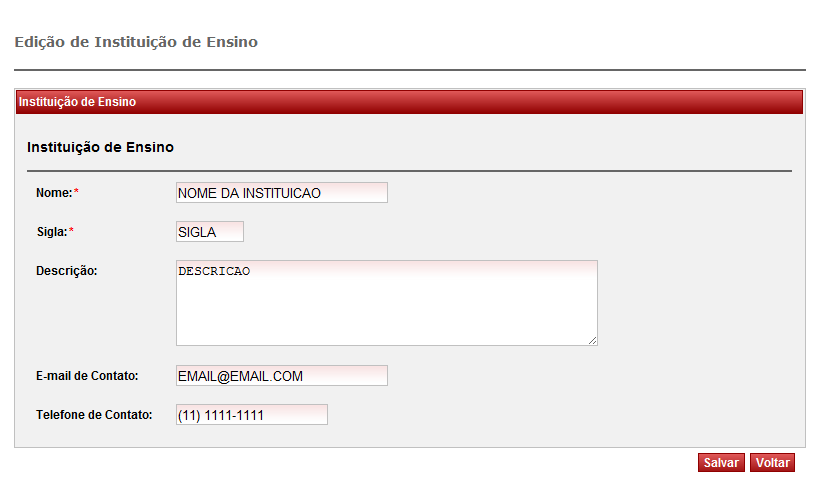 Edição de Instituição de Ensino
Instituição de Ensino
Instituição de Ensino
Nome:* NOME DA INSTITUICAO
Sigla:* SIGLA
Descrição: DESCRICAO
E-mail de Contato: EMAIL@EMAIL.COM
Telefone de Contato: (11) 1111-1111
Salvar Voltar